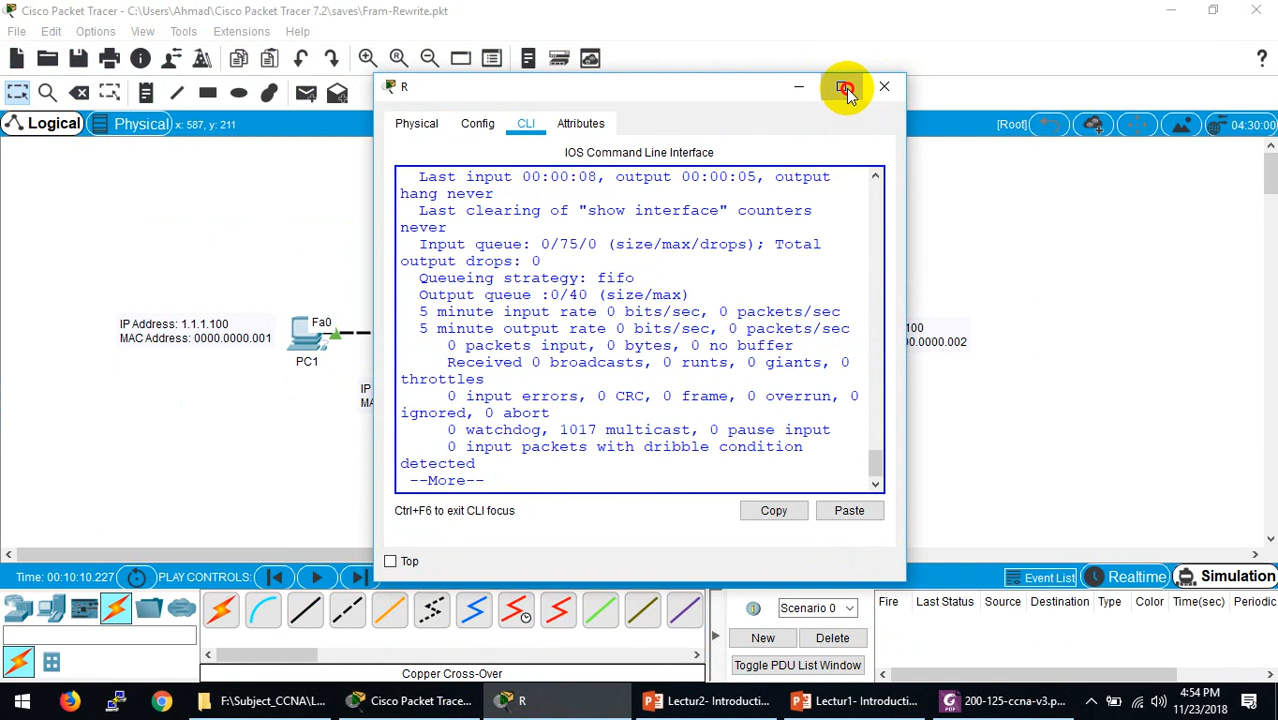 Cisco Packet Tracer - C:\Users\Ahmad\Cisco Packet Tracer 7.2\saves\Fram-Rewrite.pkt
File Edit Options View Tools Extensions Help
?
Logical Physical x: 587, y: 211 [Root] 04:30:00
R
Physical Config CLI Attributes
IOS Command Line Interface
Last input 00:00:08, output 00:00:05, output
hang never
Last clearing of "show interface" counters
never
Input queue: 0/75/0 (size/max/drops); Total
output drops: 0
Queueing strategy: fifo
Output queue :0/40 (size/max)
5 minute input rate 0 bits/sec, 0 packets/sec
5 minute output rate 0 bits/sec, 0 packets/sec
0 packets input, 0 bytes, 0 no buffer
Received 0 broadcasts, 0 runts, 0 giants, 0
throttles
0 input errors, 0 CRC, 0 frame, 0 overrun, 0
ignored, 0 abort
0 watchdog, 1017 multicast, 0 pause input
0 input packets with dribble condition
detected
--More--
Ctrl+F6 to exit CLI focus Copy Paste
Top
IP Address: 1.1.1.100
MAC Address: 0000.0000.001
Fa0
PC1
IP
MA
100
0000.002
Time: 00:10:10.227 PLAY CONTROLS: Event List Realtime Simulation
Scenario 0
New Delete
Toggle PDU List Window
Fire Last Status Source Destination Type Color Time(sec) Periodic
Copper Cross-Over
F:\Subject_CCNA\L... Cisco Packet Trace... R Lectur2- Introducti... Lectur1- Introducti... 200-125-ccna-v3.p...
4:54 PM
11/23/2018